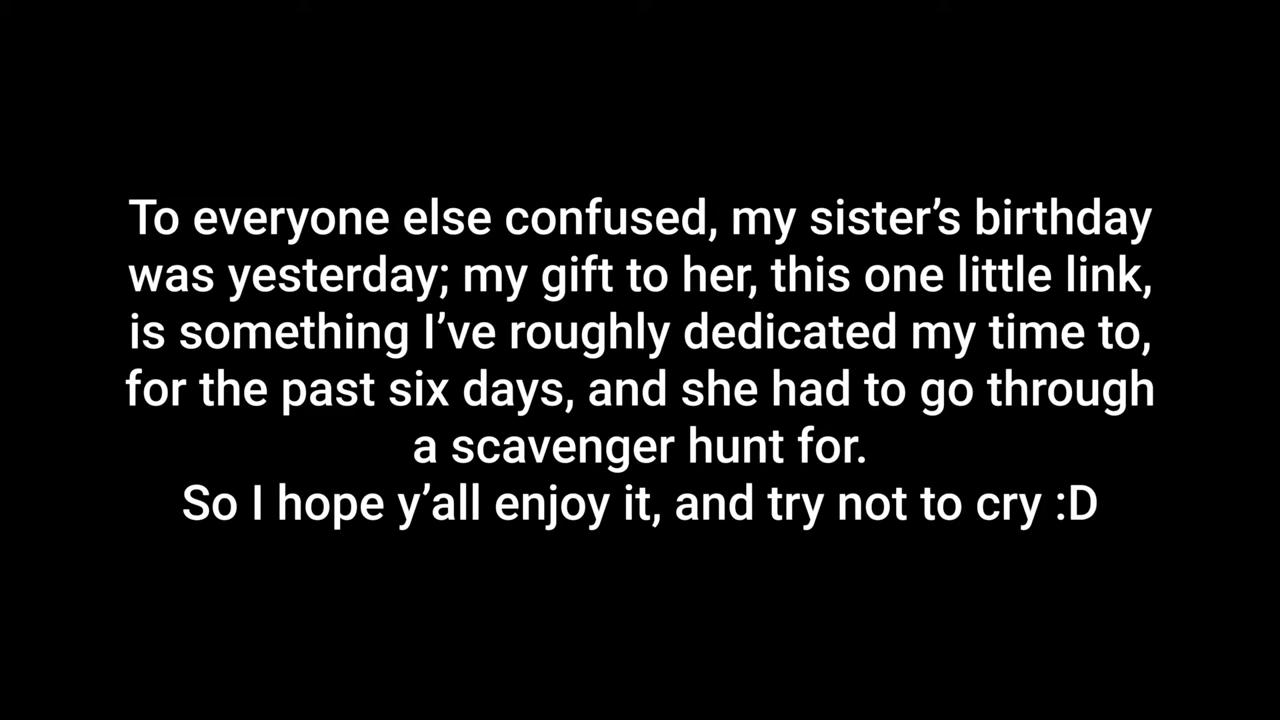 To everyone else confused, my sister’s birthday
was yesterday; my gift to her, this one little link,
is something I’ve roughly dedicated my time to,
for the past six days, and she had to go through
a scavenger hunt for.
So I hope y’all enjoy it, and try not to cry :D